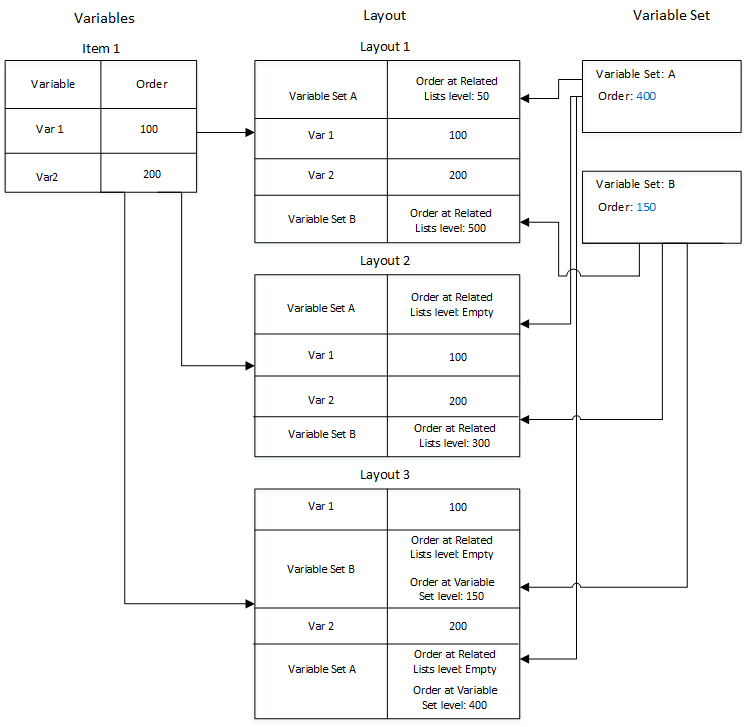 Variables
Layout
Variable Set
Item 1
Variable
Order
Var 1
100
Var2
200
Layout 1
Variable Set A
Order at Related
Lists level: 50
Var 1
100
Var 2
200
Variable Set B
Order at Related
Lists level: 500
Layout 2
Variable Set A
Order at Related
Lists level: Empty
Var 1
100
Var 2
200
Variable Set B
Order at Related
Lists level: 300
Layout 3
Var 1
100
Variable Set B
Order at Related
Lists level: Empty
Order at Variable
Set level: 150
Var 2
200
Variable Set A
Order at Related
Lists level: Empty
Order at Variable
Set level: 400
Variable Set: A
Order: 400
Variable Set: B
Order: 150